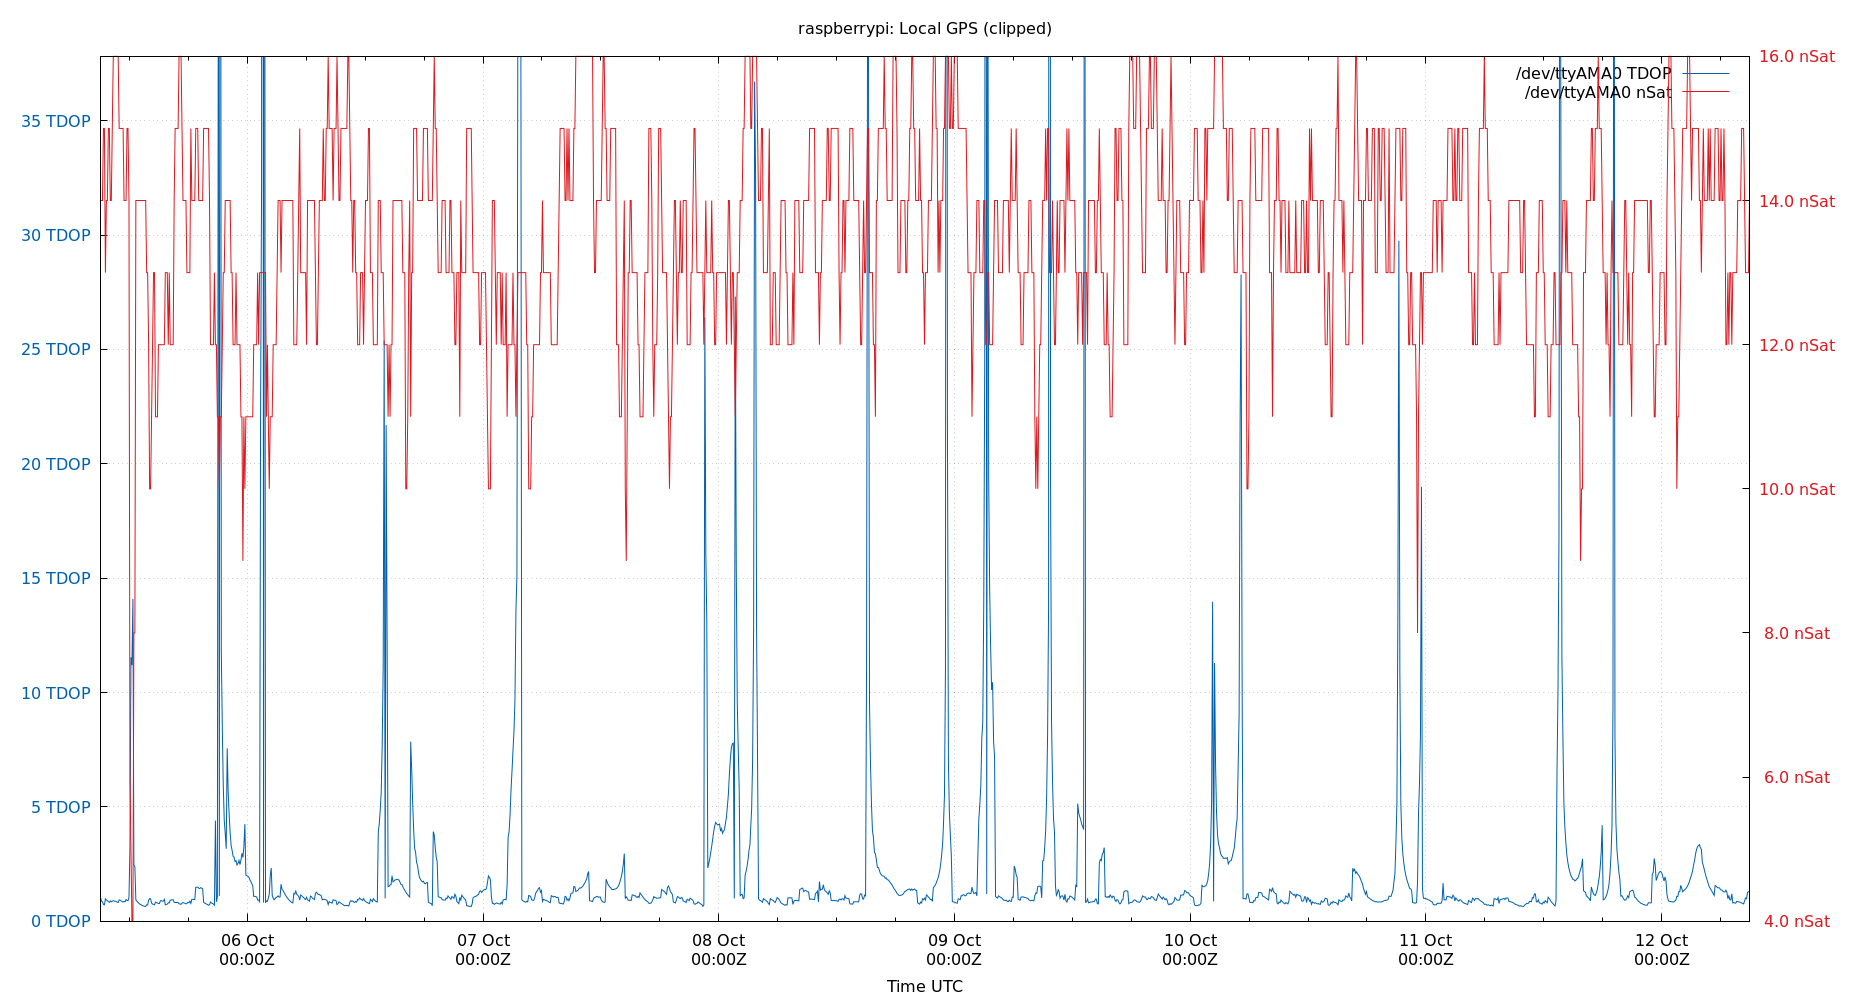 raspberrypi: Local GPS (clipped)
16.0 nSat
/dev/ttyAMA0 TDOP
/dev/ttyAMA0 nSat
35 TDOP
14.0 nSat
30 TDOP
25 TDOP
12.0 nSat
20 TDOP
10.0 nSat
15 TDOP
8.0 nSat
10 TDOP
6.0 nSat
5 TDOP
0 TDOP
4.0 nSat
06 Oct 07 Oct 08 Oct 09 Oct 10 Oct 11 Oct 12 Oct
00:00Z 00:00Z 00:00Z 00:00Z 00:00Z 00:00Z 00:00Z
Time UTC